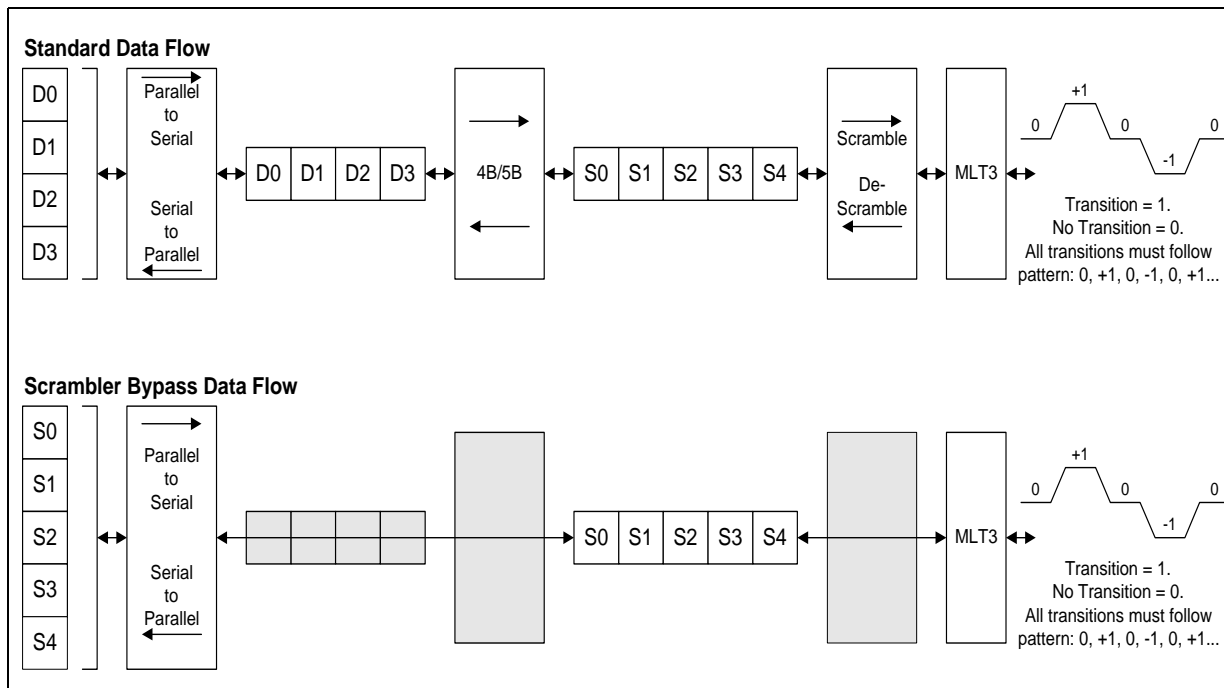 Standard Data Flow
D0
D1
D2
D3
Parallel
to
Serial
Serial
to
Parallel
D0 D1 D2 D3
4B/5B
S0 S1 S2 S3 S4
Scramble
De-
Scramble
MLT3
0 +1 0 -1 0
Transition = 1.
No Transition = 0.
All transitions must follow
pattern: 0, +1, 0, -1, 0, +1...
Scrambler Bypass Data Flow
S0
S1
S2
S3
S4
Parallel
to
Serial
Serial
to
Parallel
S0 S1 S2 S3 S4
MLT3
0 +1 0 -1 0
Transition = 1.
No Transition = 0.
All transitions must follow
pattern: 0, +1, 0, -1, 0, +1...